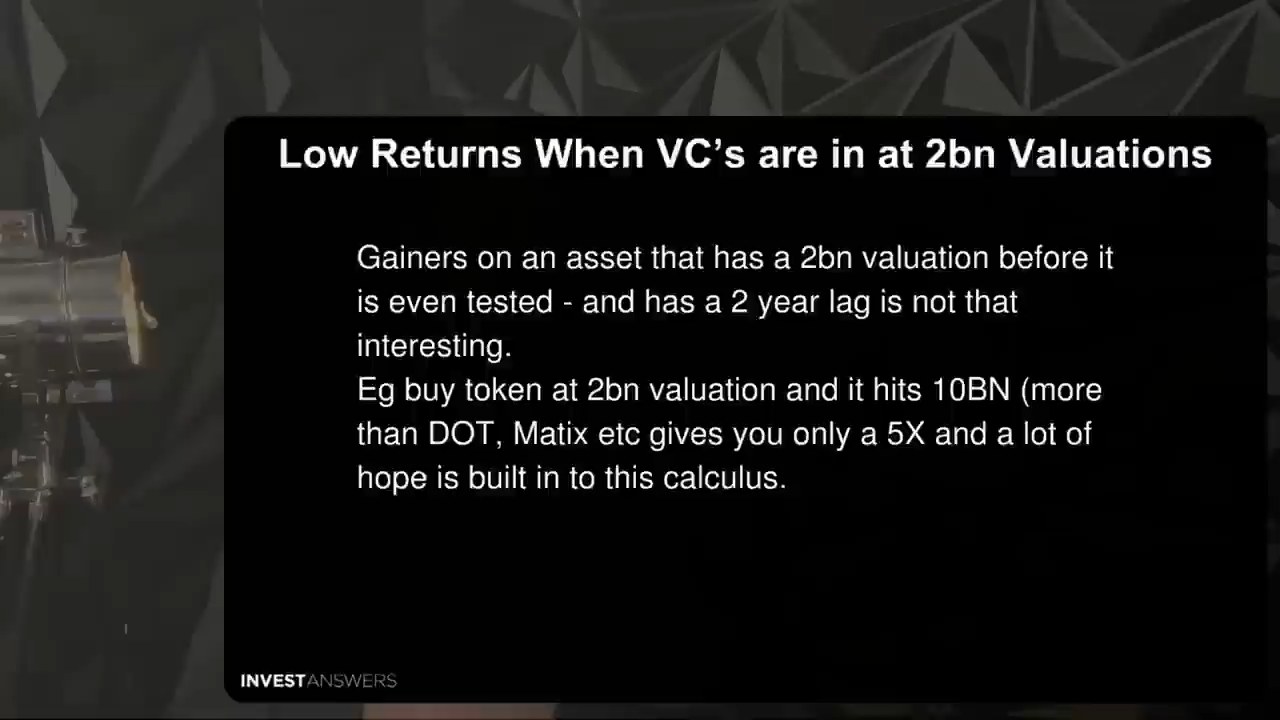 Low Returns When VC’s are in at 2bn Valuations
Gainers on an asset that has a 2bn valuation before it
is even tested - and has a 2 year lag is not that
interesting.
Eg buy token at 2bn valuation and it hits 10BN (more
than DOT, Matix etc gives you only a 5X and a lot of
hope is built in to this calculus.
INVESTANSWERS